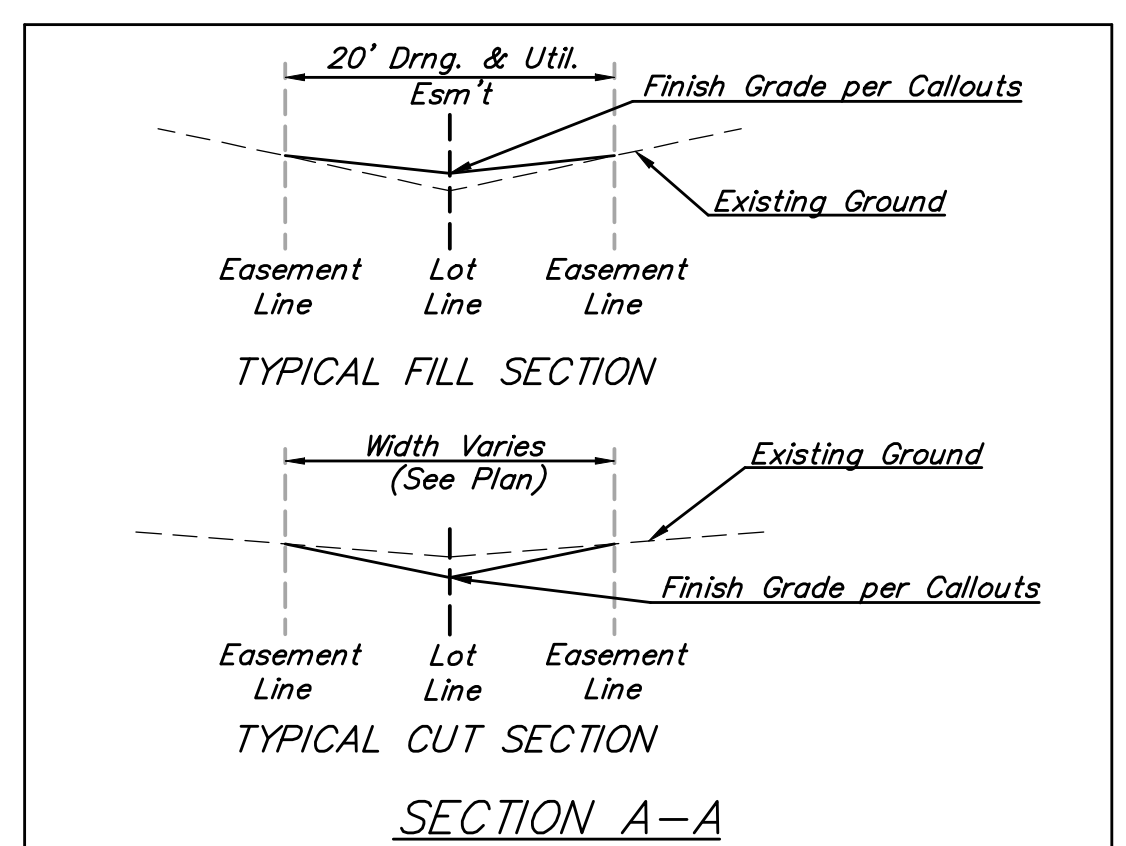 20' Drng. & Util.
Esm't
Finish Grade per Callouts
Existing Ground
Easement Line
Lot Line
Easement Line
TYPICAL FILL SECTION
Width Varies
(See Plan)
Existing Ground
Finish Grade per Callouts
Easement Line
Lot Line
Easement Line
TYPICAL CUT SECTION
SECTION A-A